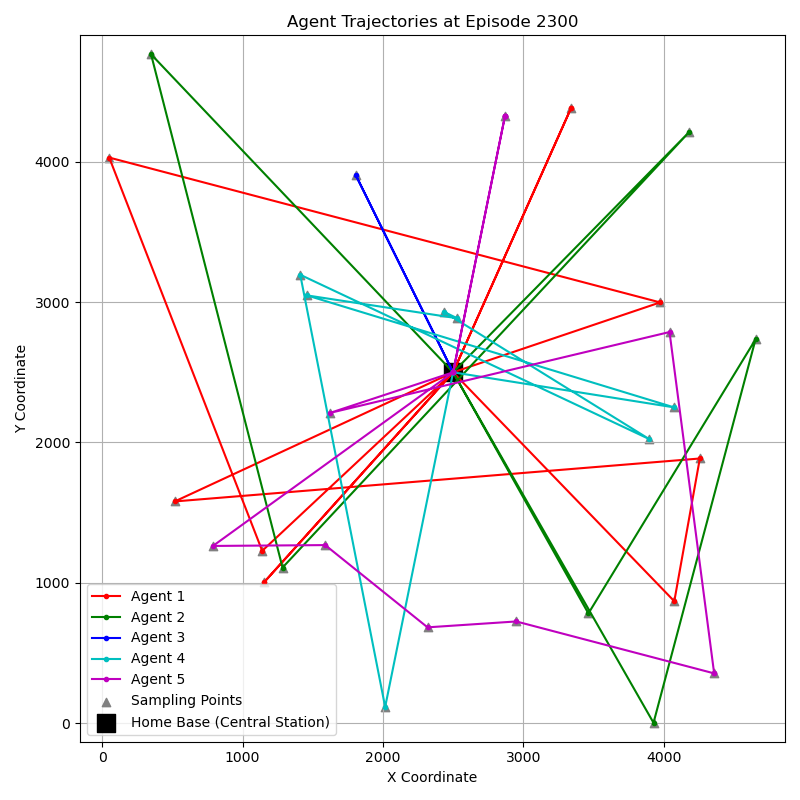 Agent Trajectories at Episode 2300
Y Coordinate
4000
3000
2000
1000
0
Agent 1
Agent 2
Agent 3
Agent 4
Agent 5
Sampling Points
Home Base (Central Station)
0 1000 2000 3000 4000
X Coordinate